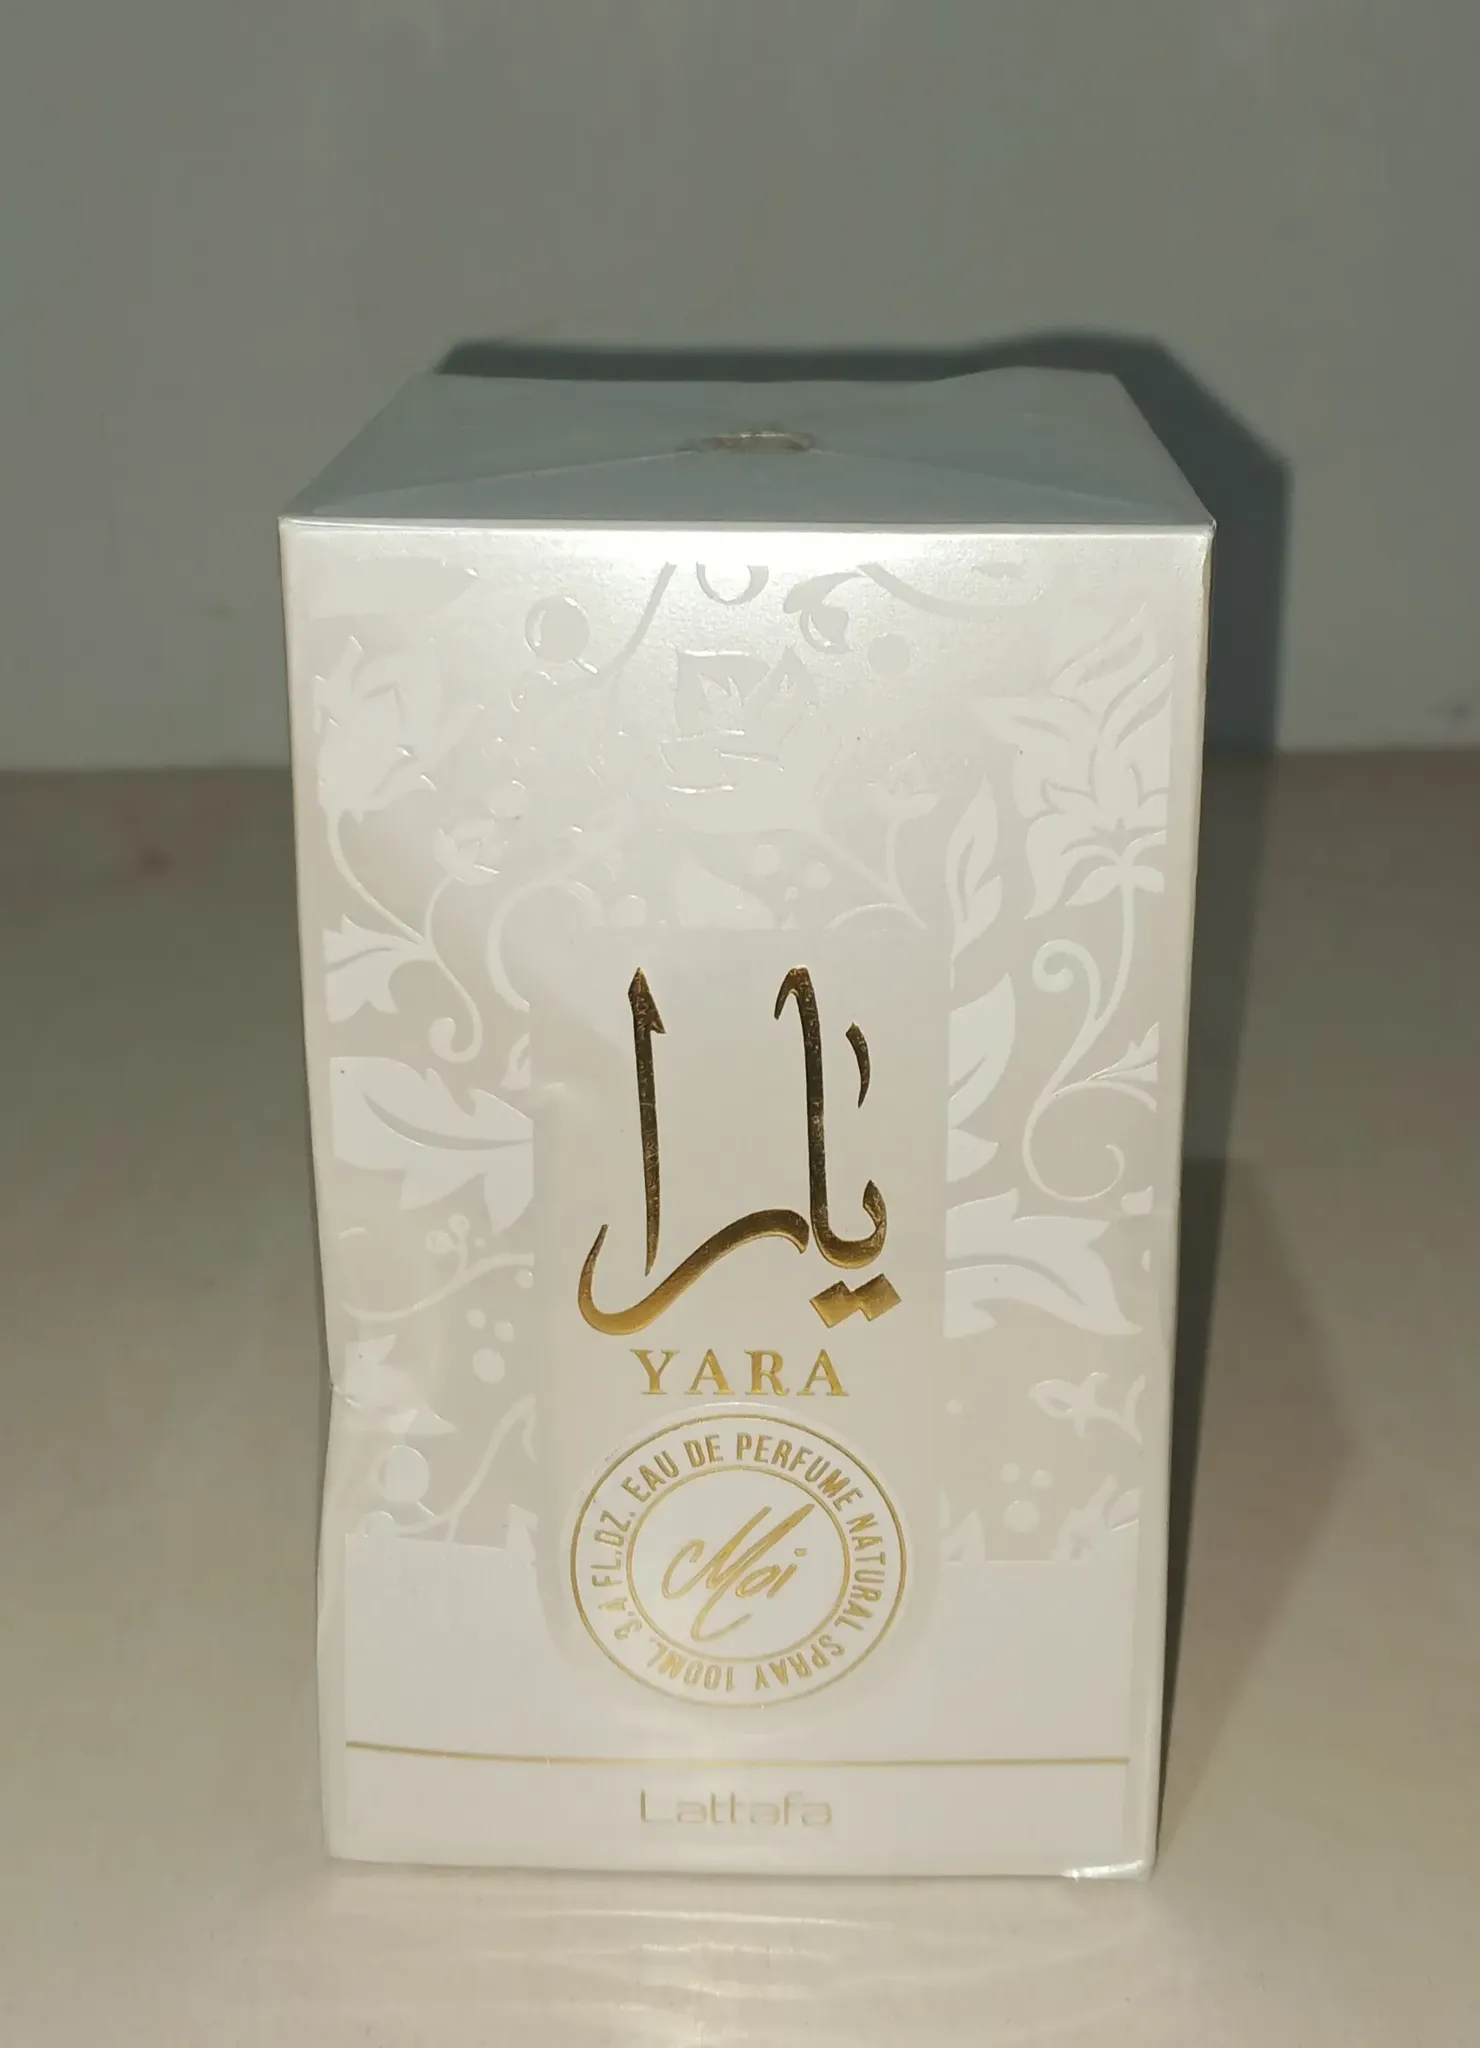 يارا
YARA
EAU DE PERFUME NATURAL SPRAY 100ML. 3.4 FL.OZ.
Moi
Lattafa